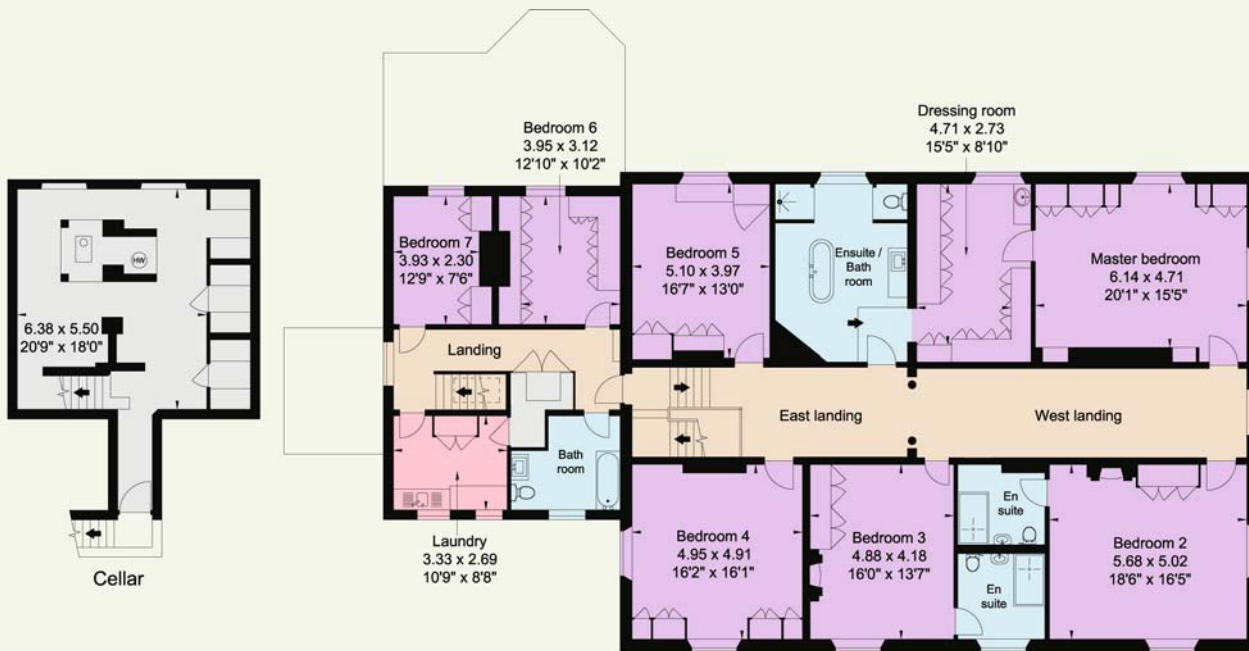 6.38 x 5.50
20'9" x 18'0"
HW
Cellar
Bedroom 6
3.95 x 3.12
12'10" x 10'2"
Bedroom 7
3.93 x 2.30
12'9" x 7'6"
Landing
Bath
room
Laundry
3.33 x 2.69
10'9" x 8'8"
Bedroom 5
5.10 x 3.97
16'7" x 13'0"
Ensuite /
Bath
room
Dressing room
4.71 x 2.73
15'5" x 8'10"
Master bedroom
6.14 x 4.71
20'1" x 15'5"
East landing
West landing
Bedroom 4
4.95 x 4.91
16'2" x 16'1"
Bedroom 3
4.88 x 4.18
16'0" x 13'7"
En
suite
En
suite
Bedroom 2
5.68 x 5.02
18'6" x 16'5"